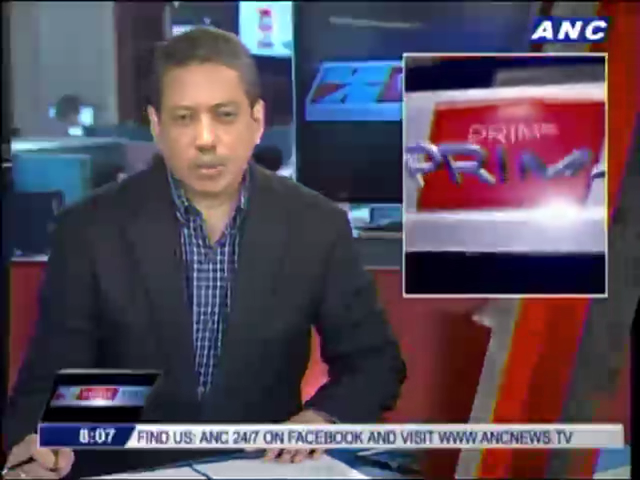 ANC
PRIME
PRIM
8:07 FIND US: ANC 24/7 ON FACEBOOK AND VISIT WWW.ANCNEWS.TV